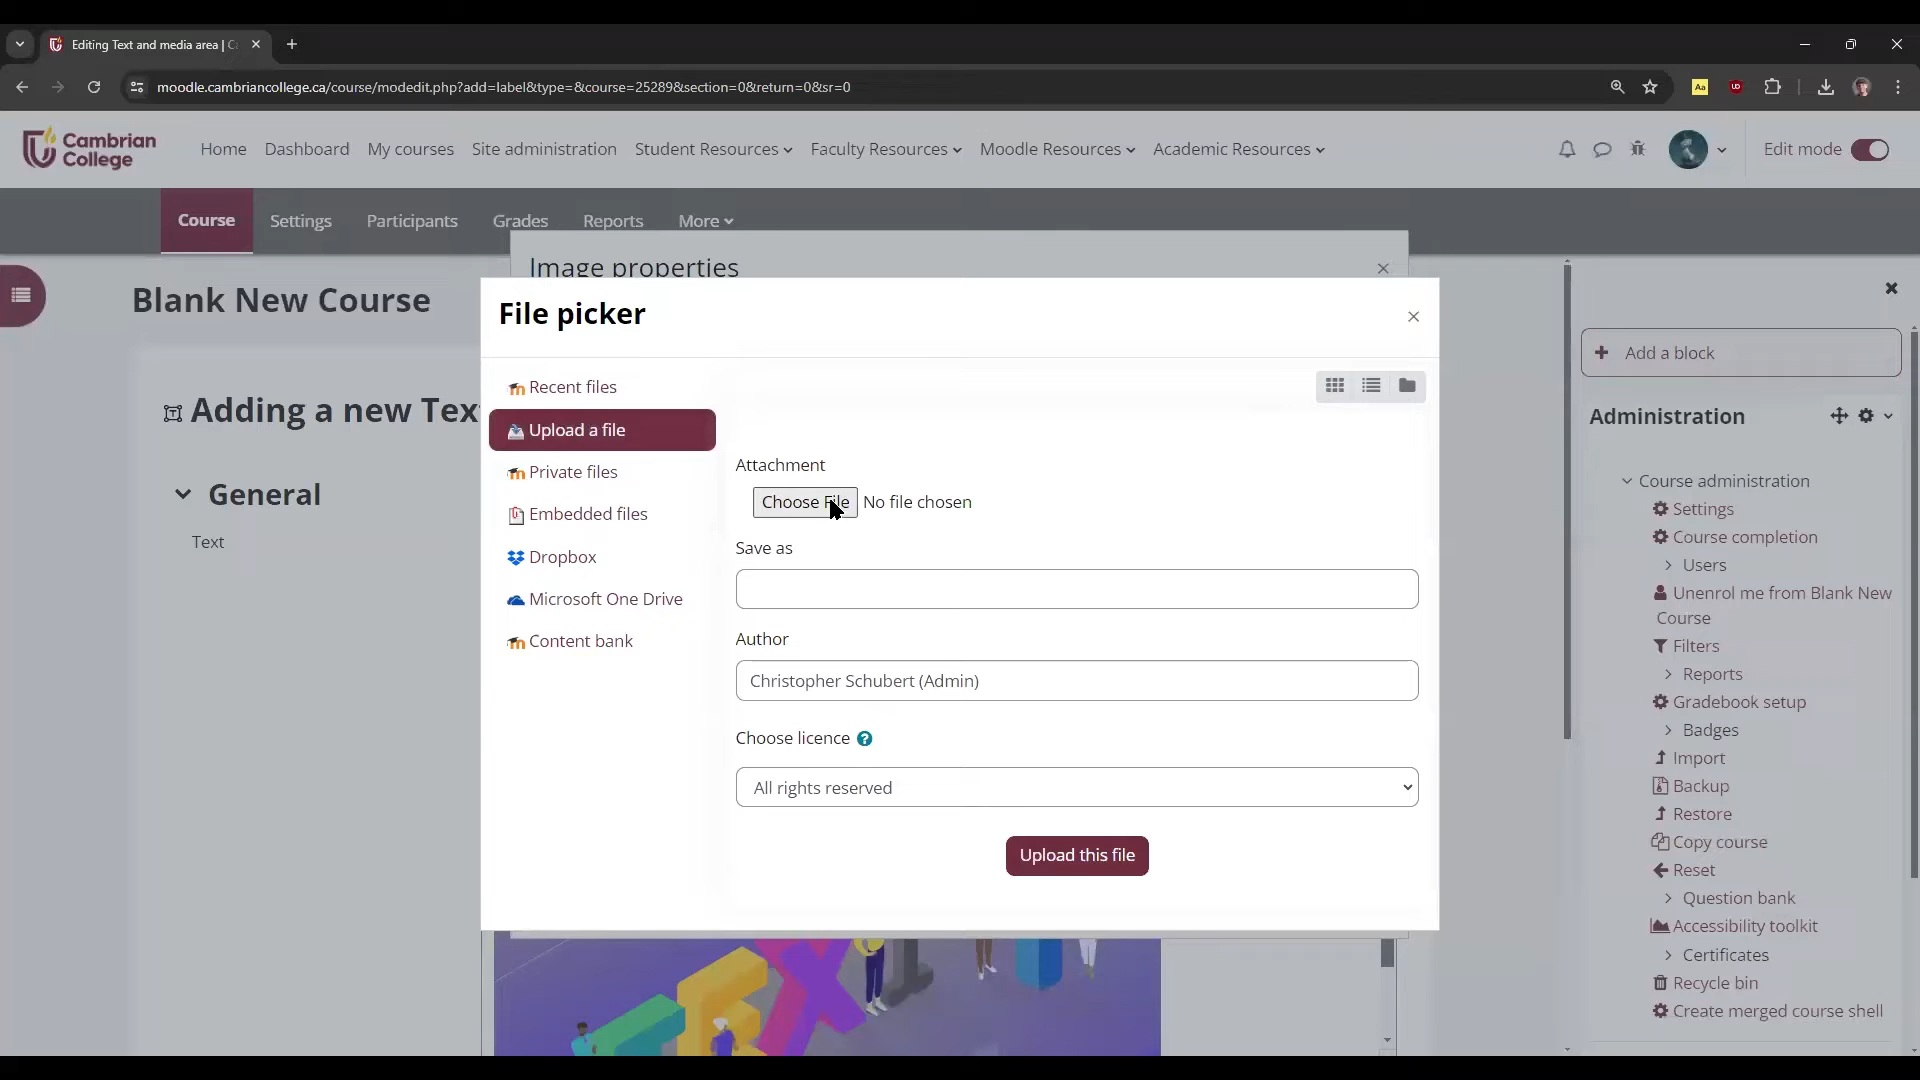 Editing Text and media area | C
moodle.cambriancollege.ca/course/modedit.php?add=label&type=&course=25289&section=0&return=0&sr=0
Aa
Cambrian
College
Home
Dashboard
My courses
Site administration
Student Resources
Faculty Resources
Moodle Resources
Academic Resources
Edit mode
Course
Settings
Participants
Grades
Reports
More
Image properties
Blank New Course
Adding a new Tex
General
Text
File picker
Recent files
Upload a file
Private files
Embedded files
Dropbox
Microsoft One Drive
Content bank
Attachment
Choose File No file chosen
Save as
Author
Christopher Schubert (Admin)
Choose licence
All rights reserved
Upload this file
Add a block
Administration
Course administration
Settings
Course completion
Users
Unenrol me from Blank New
Course
Filters
Reports
Gradebook setup
Badges
Import
Backup
Restore
Copy course
Reset
Question bank
Accessibility toolkit
Certificates
Recycle bin
Create merged course shell